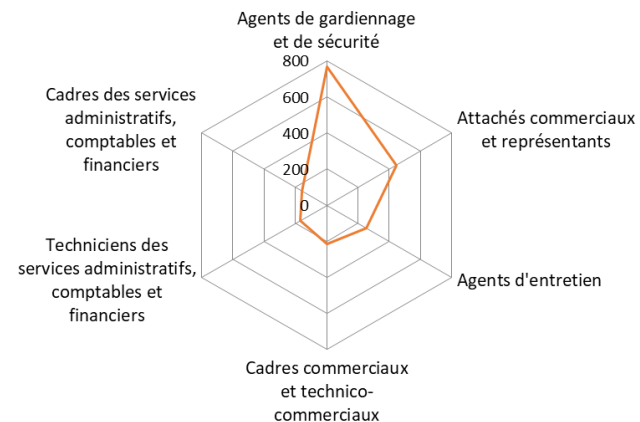 Agents de gardiennage
et de sécurité
800
600
400
200
0
Attachés commerciaux
et représentants
Agents d'entretien
Cadres commerciaux
et technico-
commerciaux
Techniciens des
services administratifs,
comptables et
financiers
Cadres des services
administratifs,
comptables et
financiers